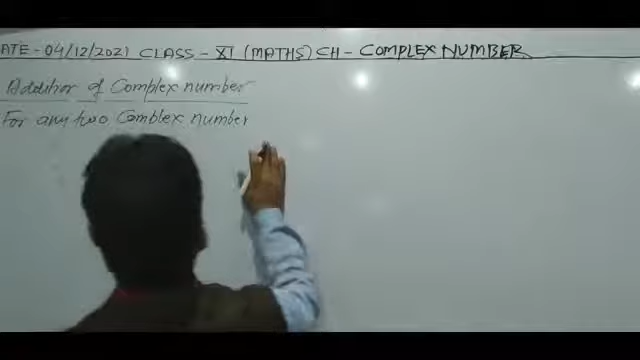 ATE - 04/12/2021 CLASS - XI (MATHS) CH - COMPLEX NUMBER
Addition of Complex number
For any two Complex number